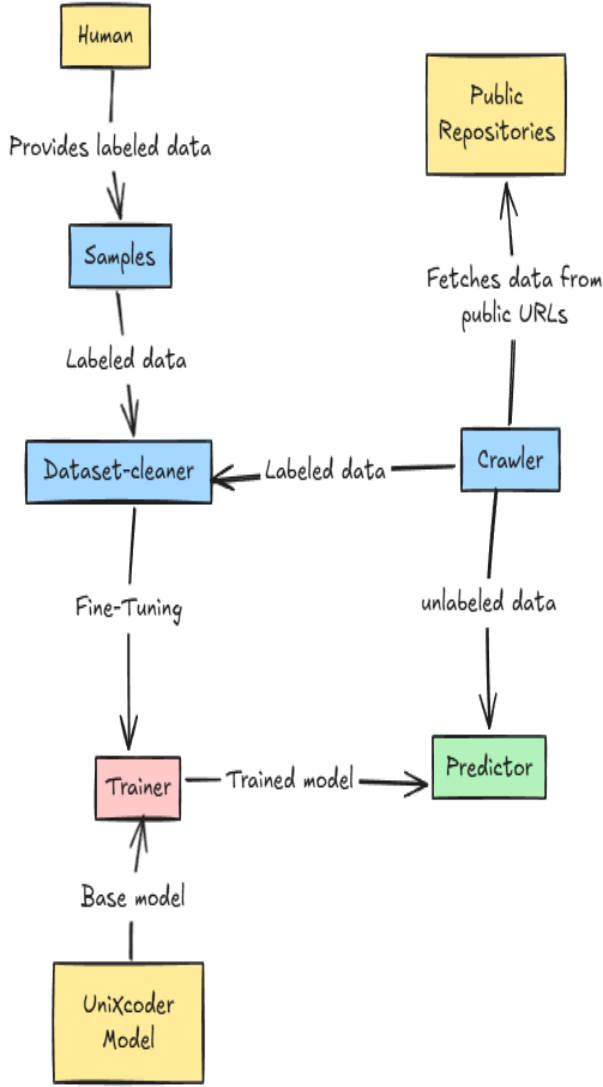 Human
Public
Repositories
Provides labeled data
Samples
Fetches data from
public URLs
Labeled data
Dataset-cleaner
Labeled data
Crawler
Fine-Tuning
unlabeled data
Trainer
Trained model
Predictor
Base model
UniXcoder
Model